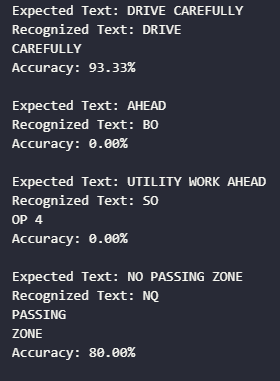 Expected Text: DRIVE CAREFULLY
Recognized Text: DRIVE
CAREFULLY
Accuracy: 93.33%
Expected Text: AHEAD
Recognized Text: BO
Accuracy: 0.00%
Expected Text: UTILITY WORK AHEAD
Recognized Text: SO
OP 4
Accuracy: 0.00%
Expected Text: NO PASSING ZONE
Recognized Text: NQ
PASSING
ZONE
Accuracy: 80.00%